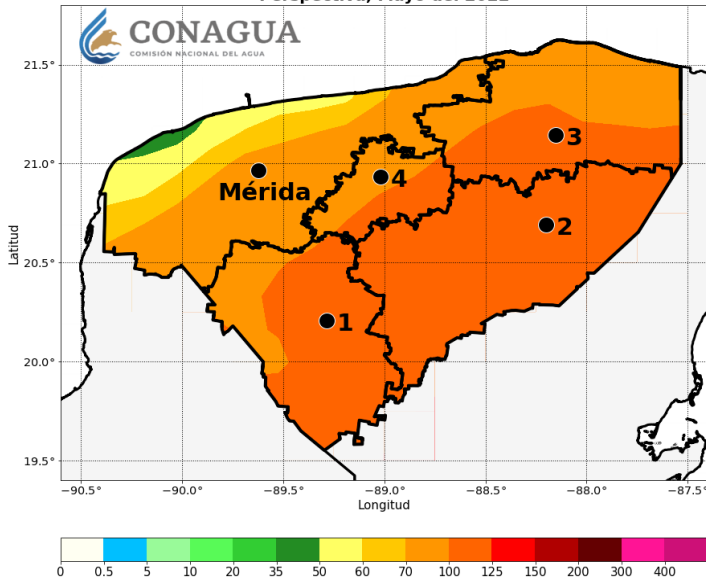 CONAGUA
COMISIÓN NACIONAL DEL AGUA
21.5°
21.0°
20.5°
20.0°
19.5°
Latitud
Mérida
4
3
2
1
−90.5° −90.0° −89.5° −89.0° −88.5° −88.0° −87.5°
Longitud
0 0.5 5 10 20 35 50 60 70 100 125 150 200 300 400